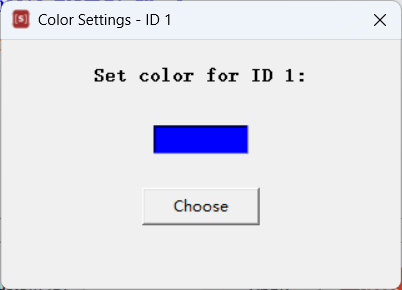 [S] Color Settings - ID 1
Set color for ID 1:
Choose